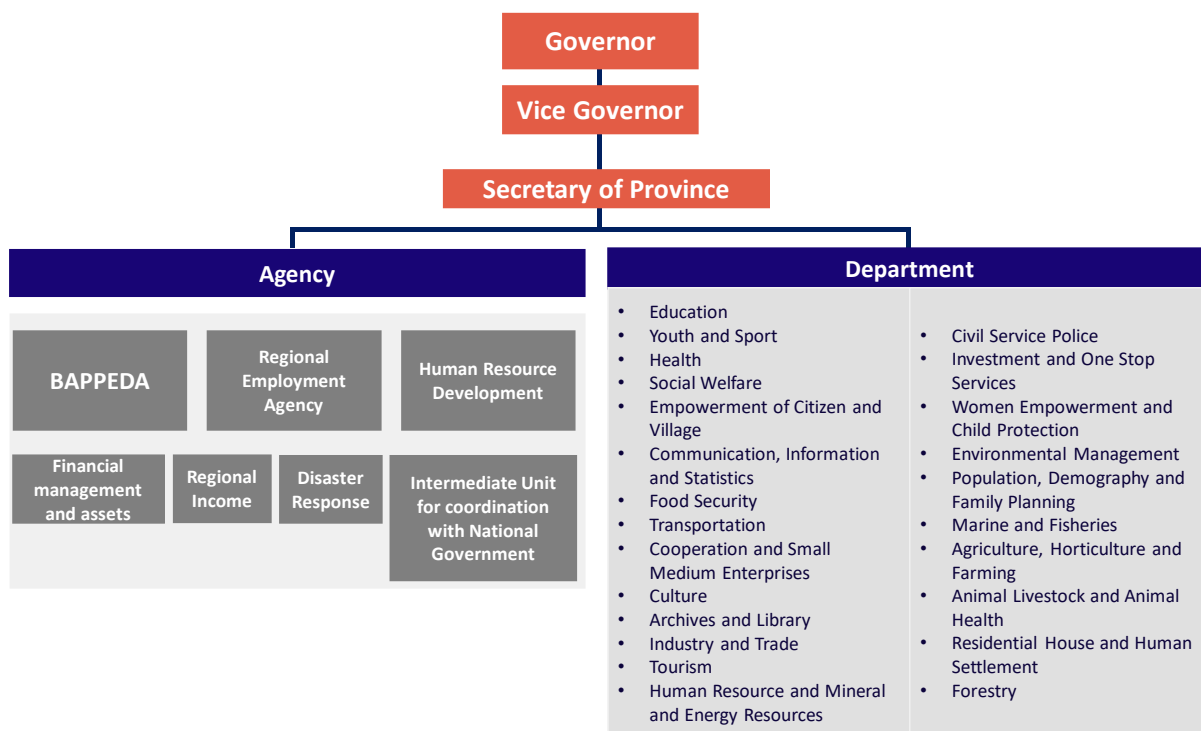 Governor
Vice Governor
Secretary of Province
Agency
BAPPEDA
Regional
Employment
Agency
Human Resource
Development
Financial
management
and assets
Regional
Income
Disaster
Response
Intermediate Unit
for coordination
with National
Government
Department
• Education
• Youth and Sport
• Health
• Social Welfare
• Empowerment of Citizen and
Village
• Communication, Information
and Statistics
• Food Security
• Transportation
• Cooperation and Small
Medium Enterprises
• Culture
• Archives and Library
• Industry and Trade
• Tourism
• Human Resource and Mineral
and Energy Resources
• Civil Service Police
• Investment and One Stop
Services
• Women Empowerment and
Child Protection
• Environmental Management
• Population, Demography and
Family Planning
• Marine and Fisheries
• Agriculture, Horticulture and
Farming
• Animal Livestock and Animal
Health
• Residential House and Human
Settlement
• Forestry